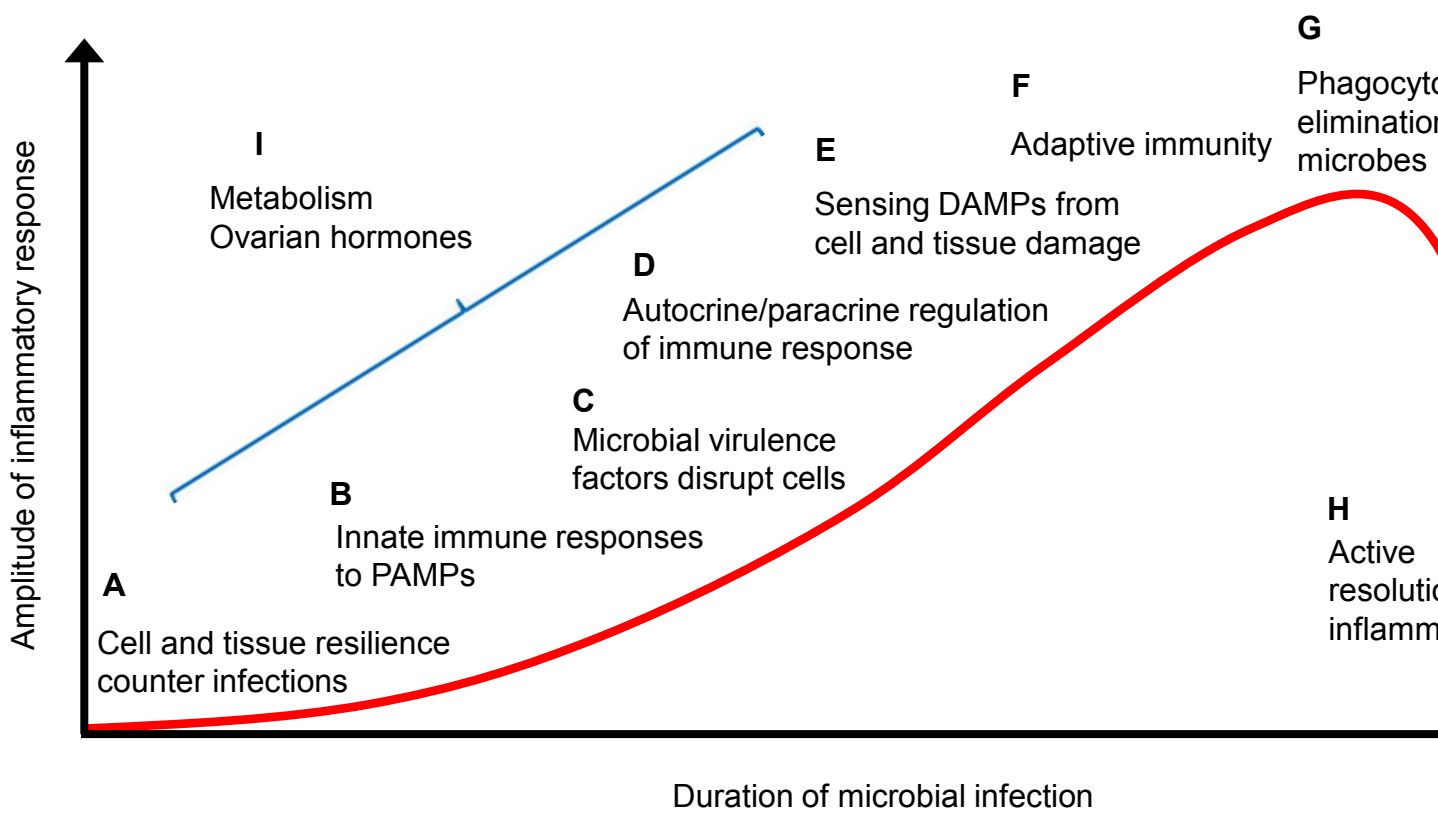 G
Phagocyto
elimination
microbes
F
Adaptive immunity
I
Metabolism
Ovarian hormones
E
Sensing DAMPs from
cell and tissue damage
D
Autocrine/paracrine regulation
of immune response
C
Microbial virulence
factors disrupt cells
B
Innate immune responses
to PAMPs
A
Cell and tissue resilience
counter infections
H
Active
resolutio
inflamm
Amplitude of inflammatory response
Duration of microbial infection